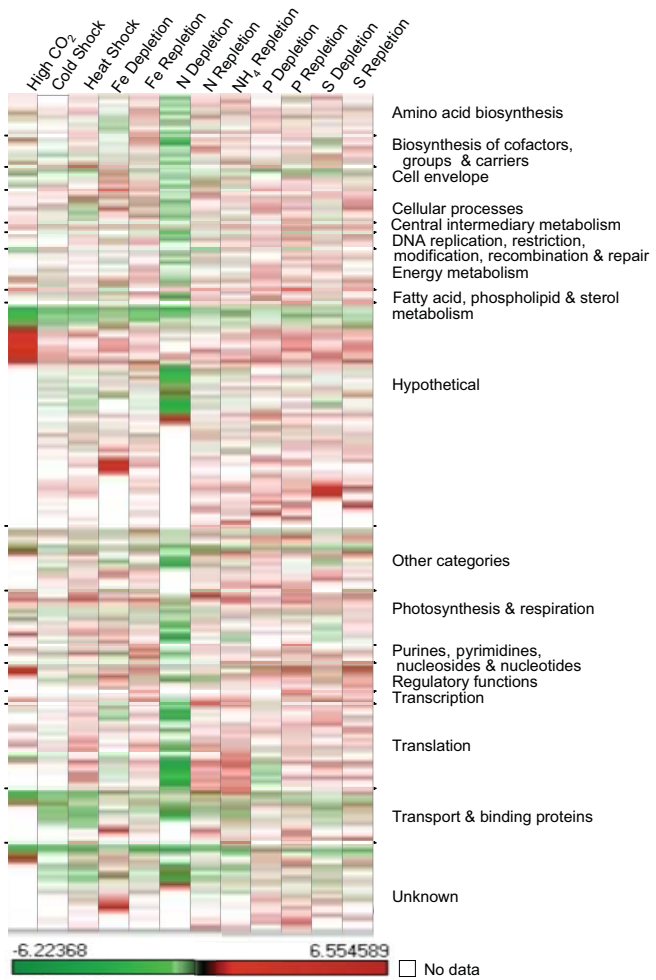 High CO2
Cold Shock
Heat Shock
Fe Depletion
Fe Repletion
N Depletion
N Repletion
NH4 Repletion
P Depletion
P Repletion
S Depletion
S Repletion
Amino acid biosynthesis
Biosynthesis of cofactors,
groups & carriers
Cell envelope
Cellular processes
Central intermediary metabolism
DNA replication, restriction,
modification, recombination & repair
Energy metabolism
Fatty acid, phospholipid & sterol
metabolism
Hypothetical
Other categories
Photosynthesis & respiration
Purines, pyrimidines,
nucleosides & nucleotides
Regulatory functions
Transcription
Translation
Transport & binding proteins
Unknown
-6.22368 6.554589
No data